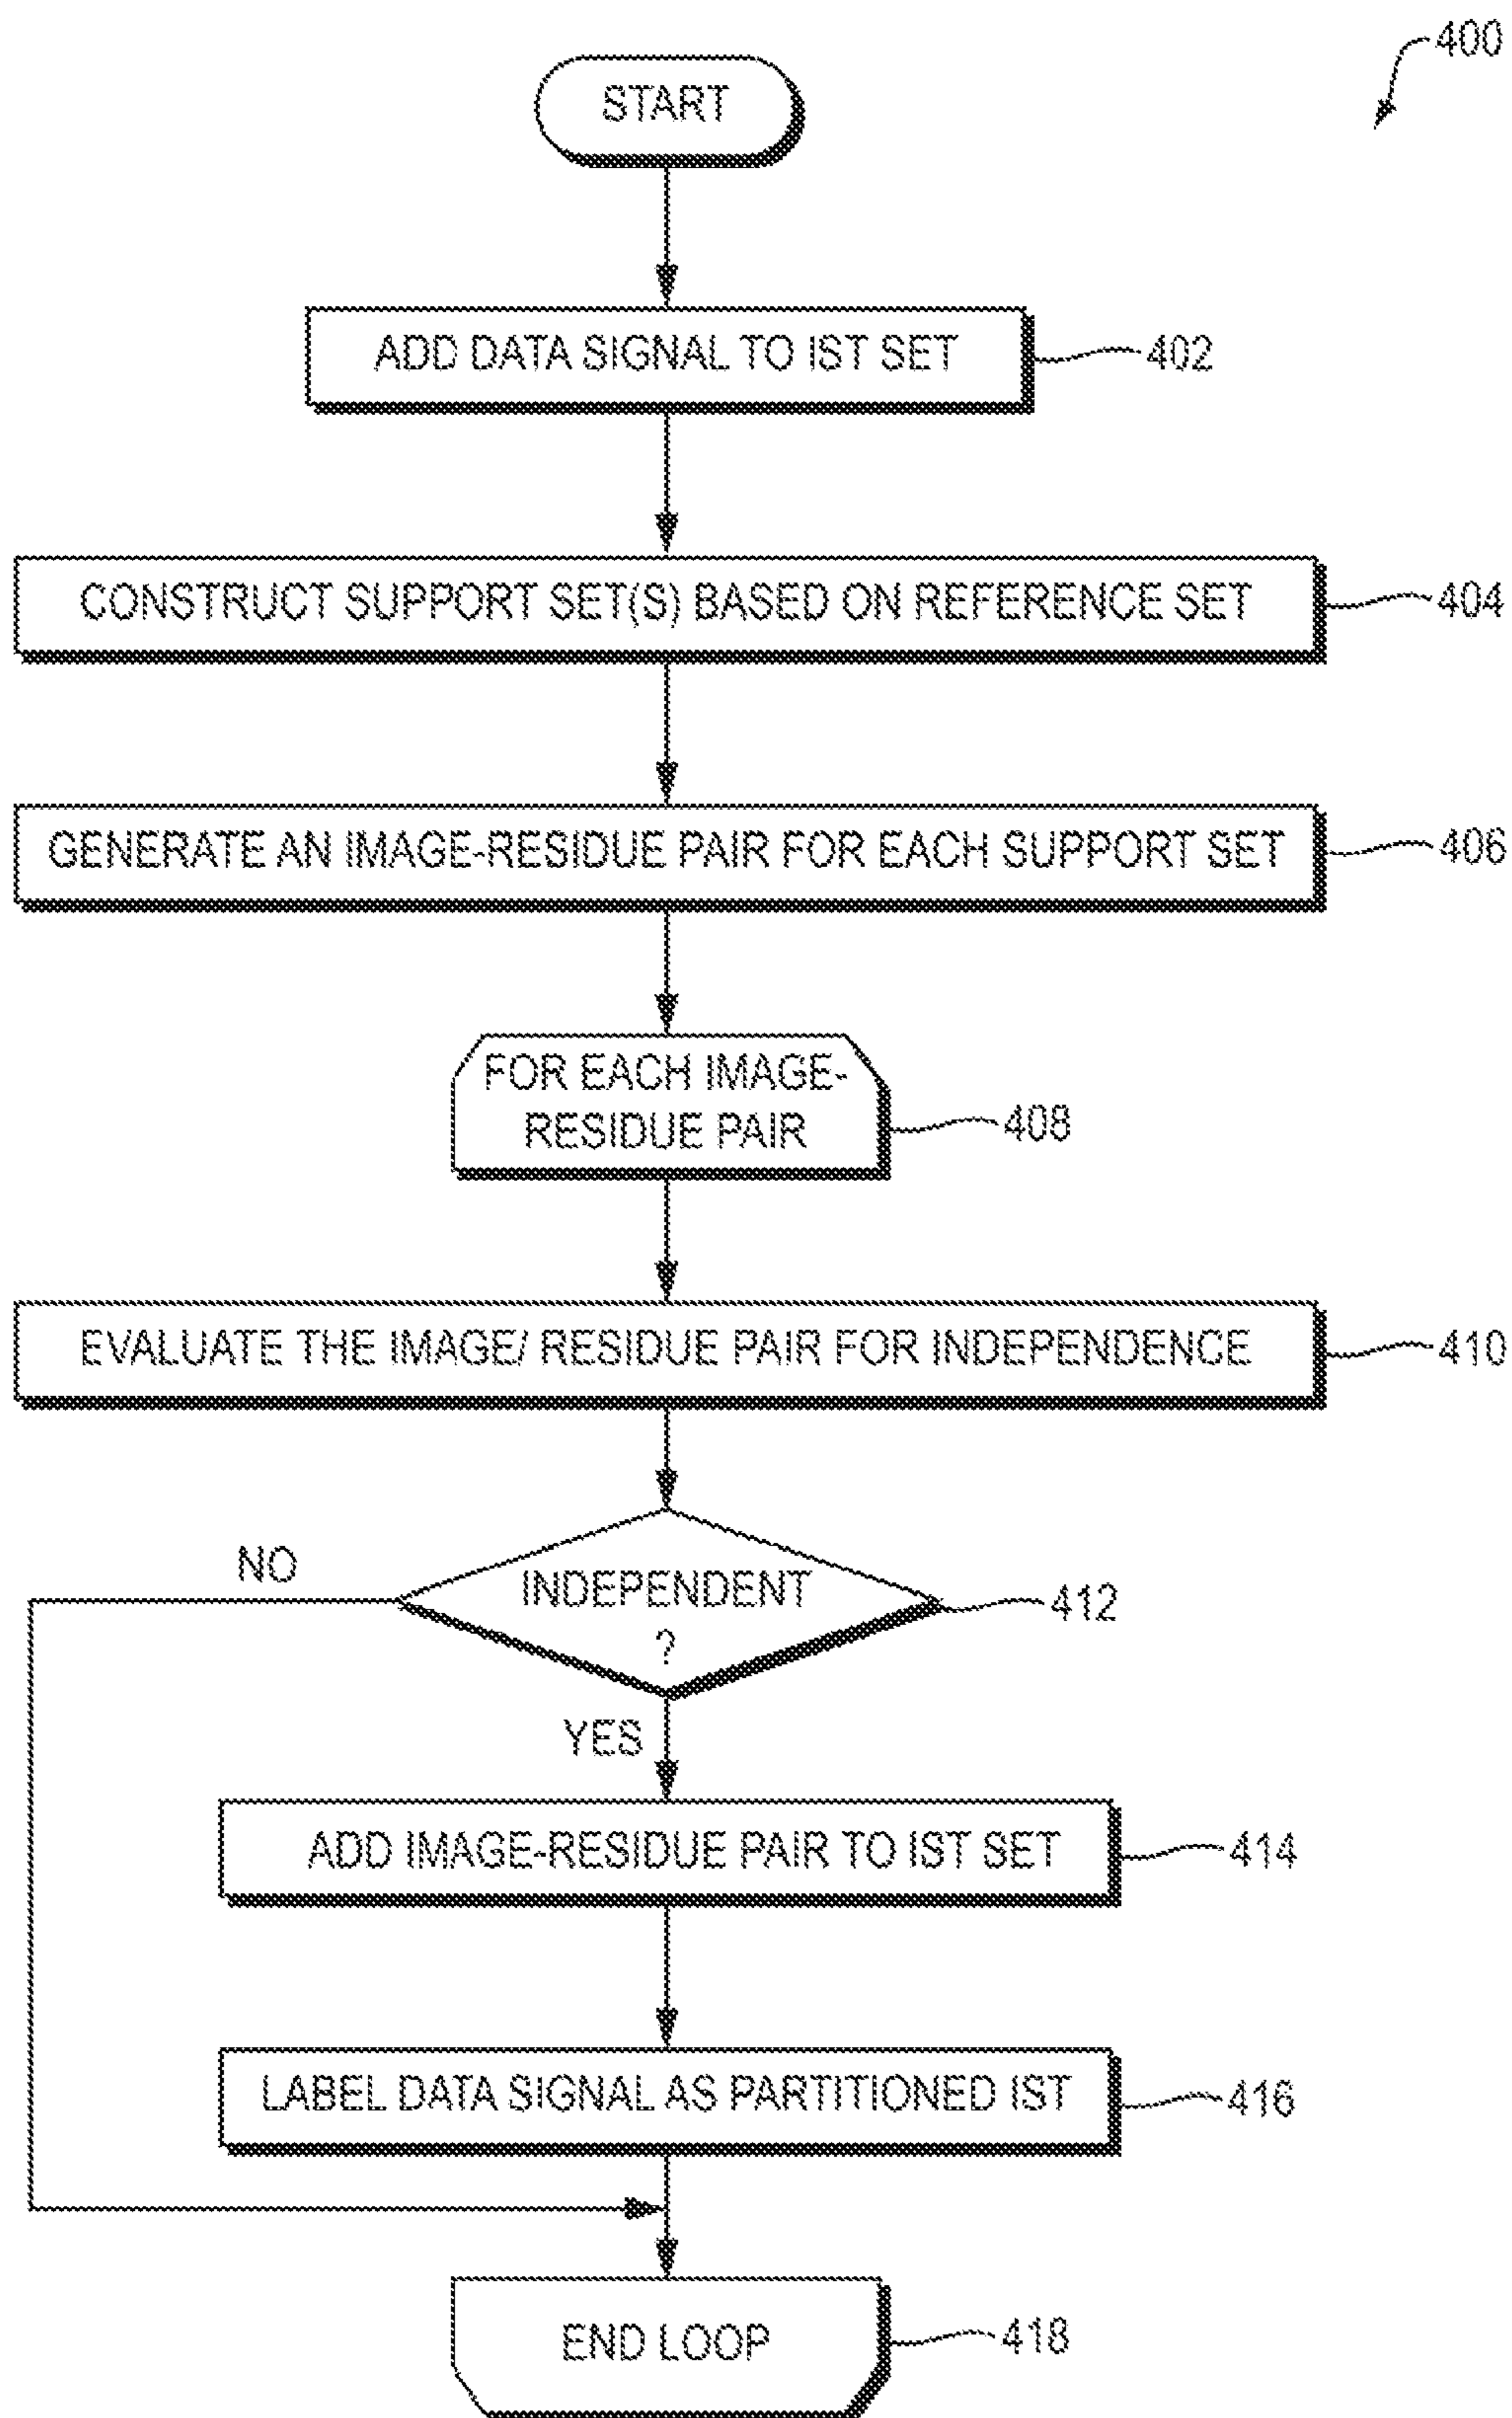 400
START
ADD DATA SIGNAL TO IST SET
402
CONSTRUCT SUPPORT SET(S) BASED ON REFERENCE SET
404
GENERATE AN IMAGE-RESIDUE PAIR FOR EACH SUPPORT SET
406
FOR EACH IMAGE-
RESIDUE PAIR
408
EVALUATE THE IMAGE/ RESIDUE PAIR FOR INDEPENDENCE
410
NO
INDEPENDENT
?
412
YES
ADD IMAGE-RESIDUE PAIR TO IST SET
414
LABEL DATA SIGNAL AS PARTITIONED IST
416
END LOOP
418